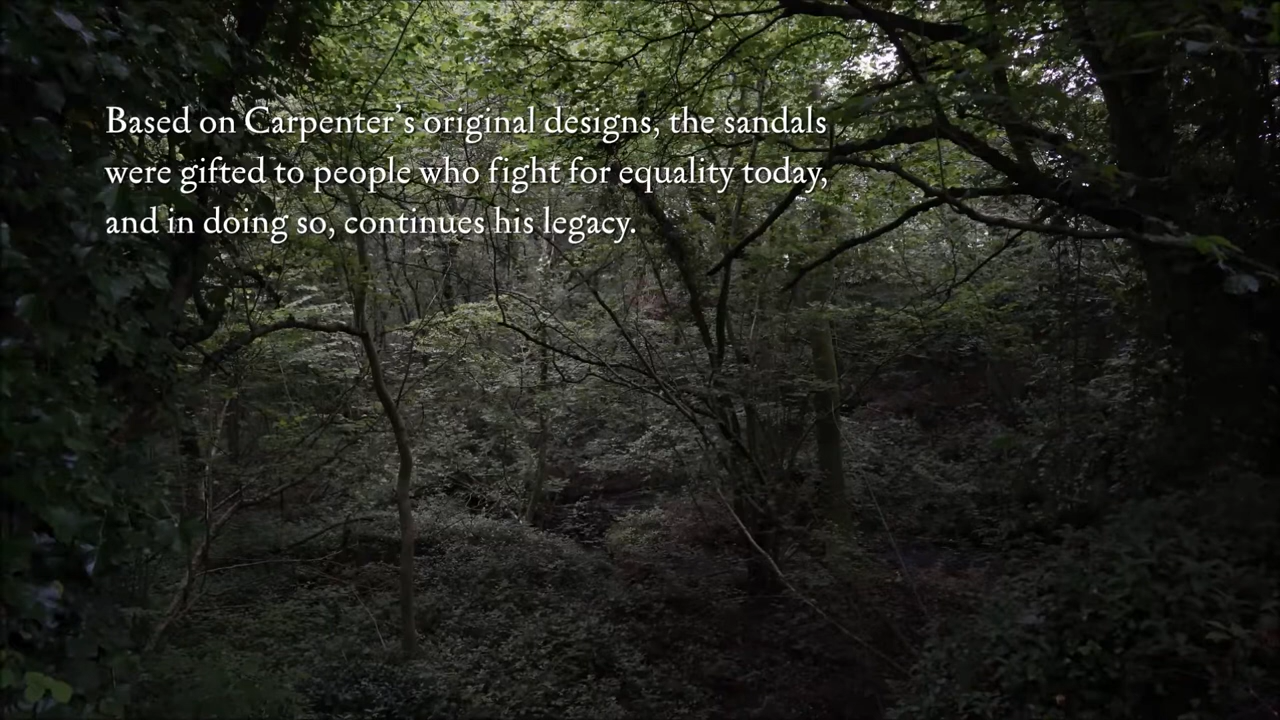 Based on Carpenter’s original designs, the sandals
were gifted to people who fight for equality today,
and in doing so, continues his legacy.